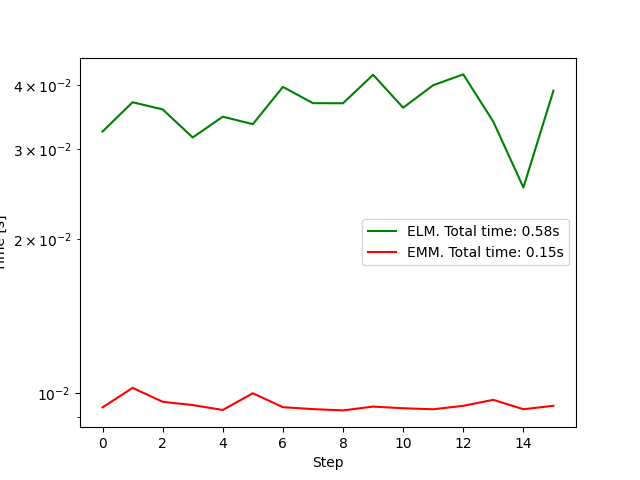 4 × 10⁻²
3 × 10⁻²
2 × 10⁻²
10⁻²
Time [s]
ELM. Total time: 0.58s
EMM. Total time: 0.15s
0 2 4 6 8 10 12 14
Step